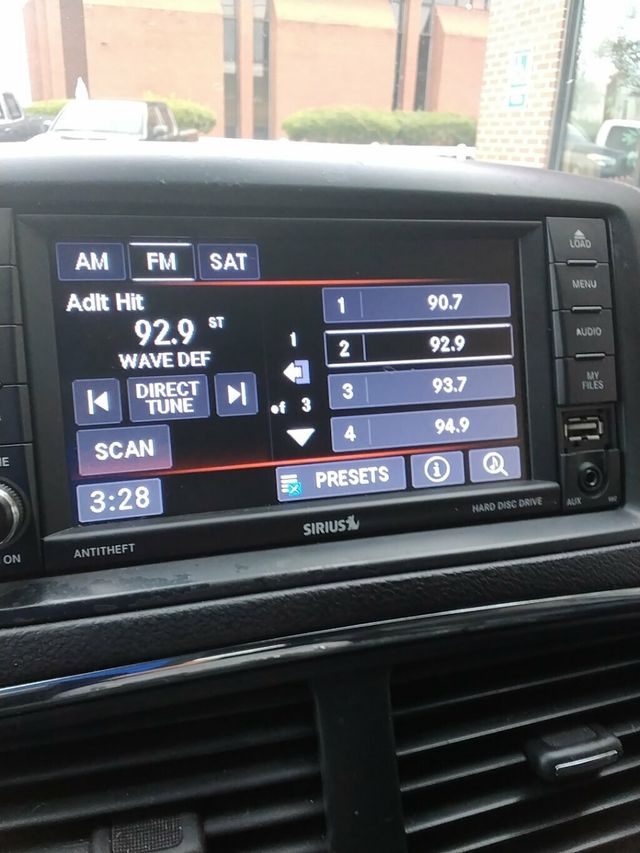 AM FM SAT
Adlt Hit
92.9 ST
WAVE DEF
DIRECT
TUNE
SCAN
3:28
1
of 3
1 90.7
2 92.9
3 93.7
4 94.9
PRESETS
LOAD
MENU
AUDIO
MY
FILES
AUX
ON
ANTITHEFT
SIRIUS
HARD DISC DRIVE